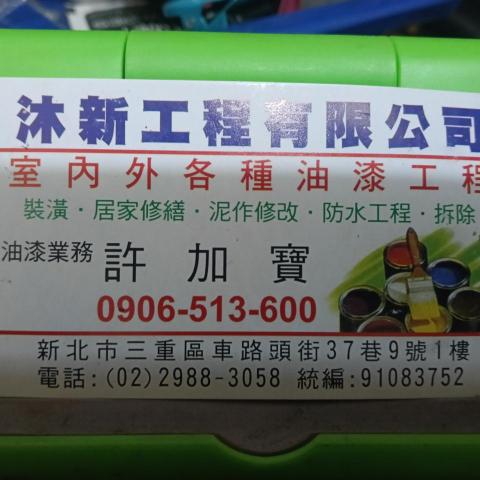 沐新工程有限公司
室內外各種油漆工程
裝潢·居家修繕·泥作修改·防水工程·拆除
油漆業務 許加寶
0906-513-600
新北市三重區車路頭街37巷9號1樓
電話:(02)2988-3058 統編:91083752